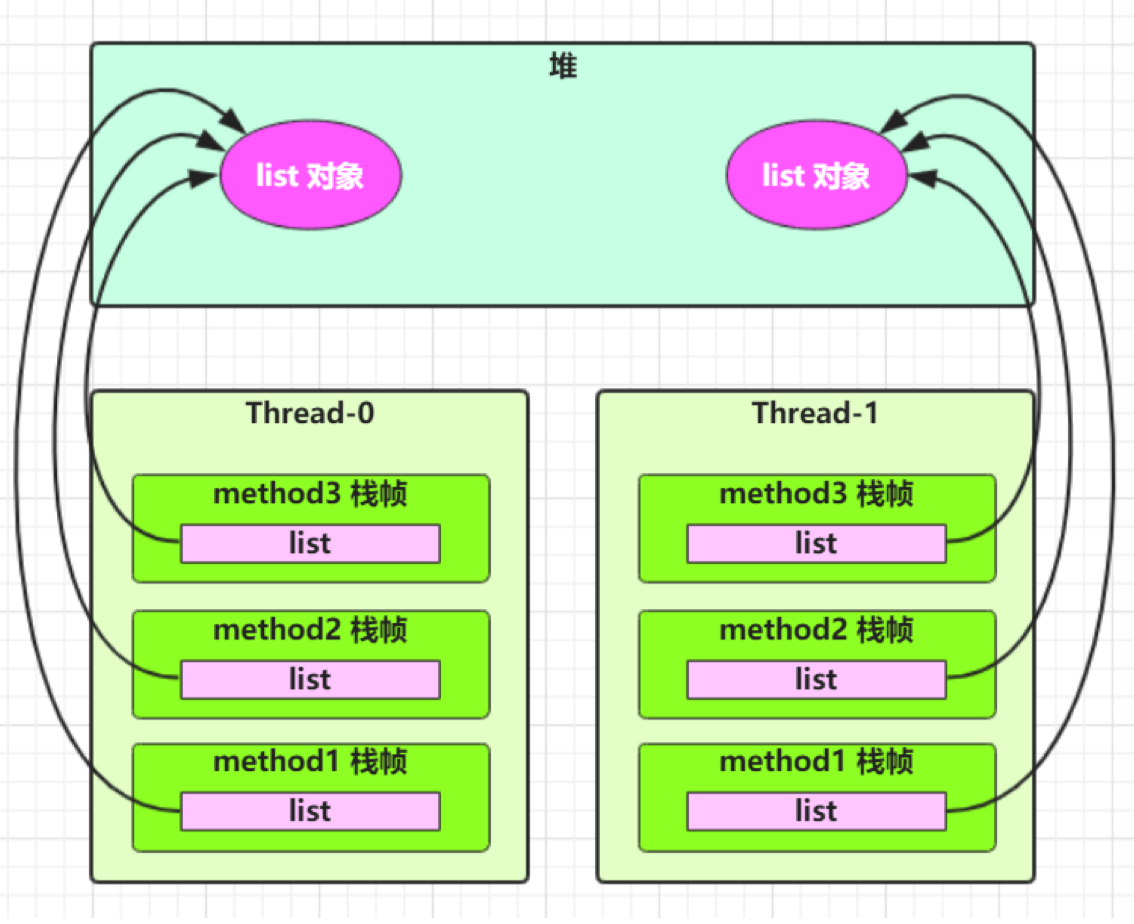 堆
list 对象
list 对象
Thread-0
method3 栈帧
list
method2 栈帧
list
method1 栈帧
list
Thread-1
method3 栈帧
list
method2 栈帧
list
method1 栈帧
list